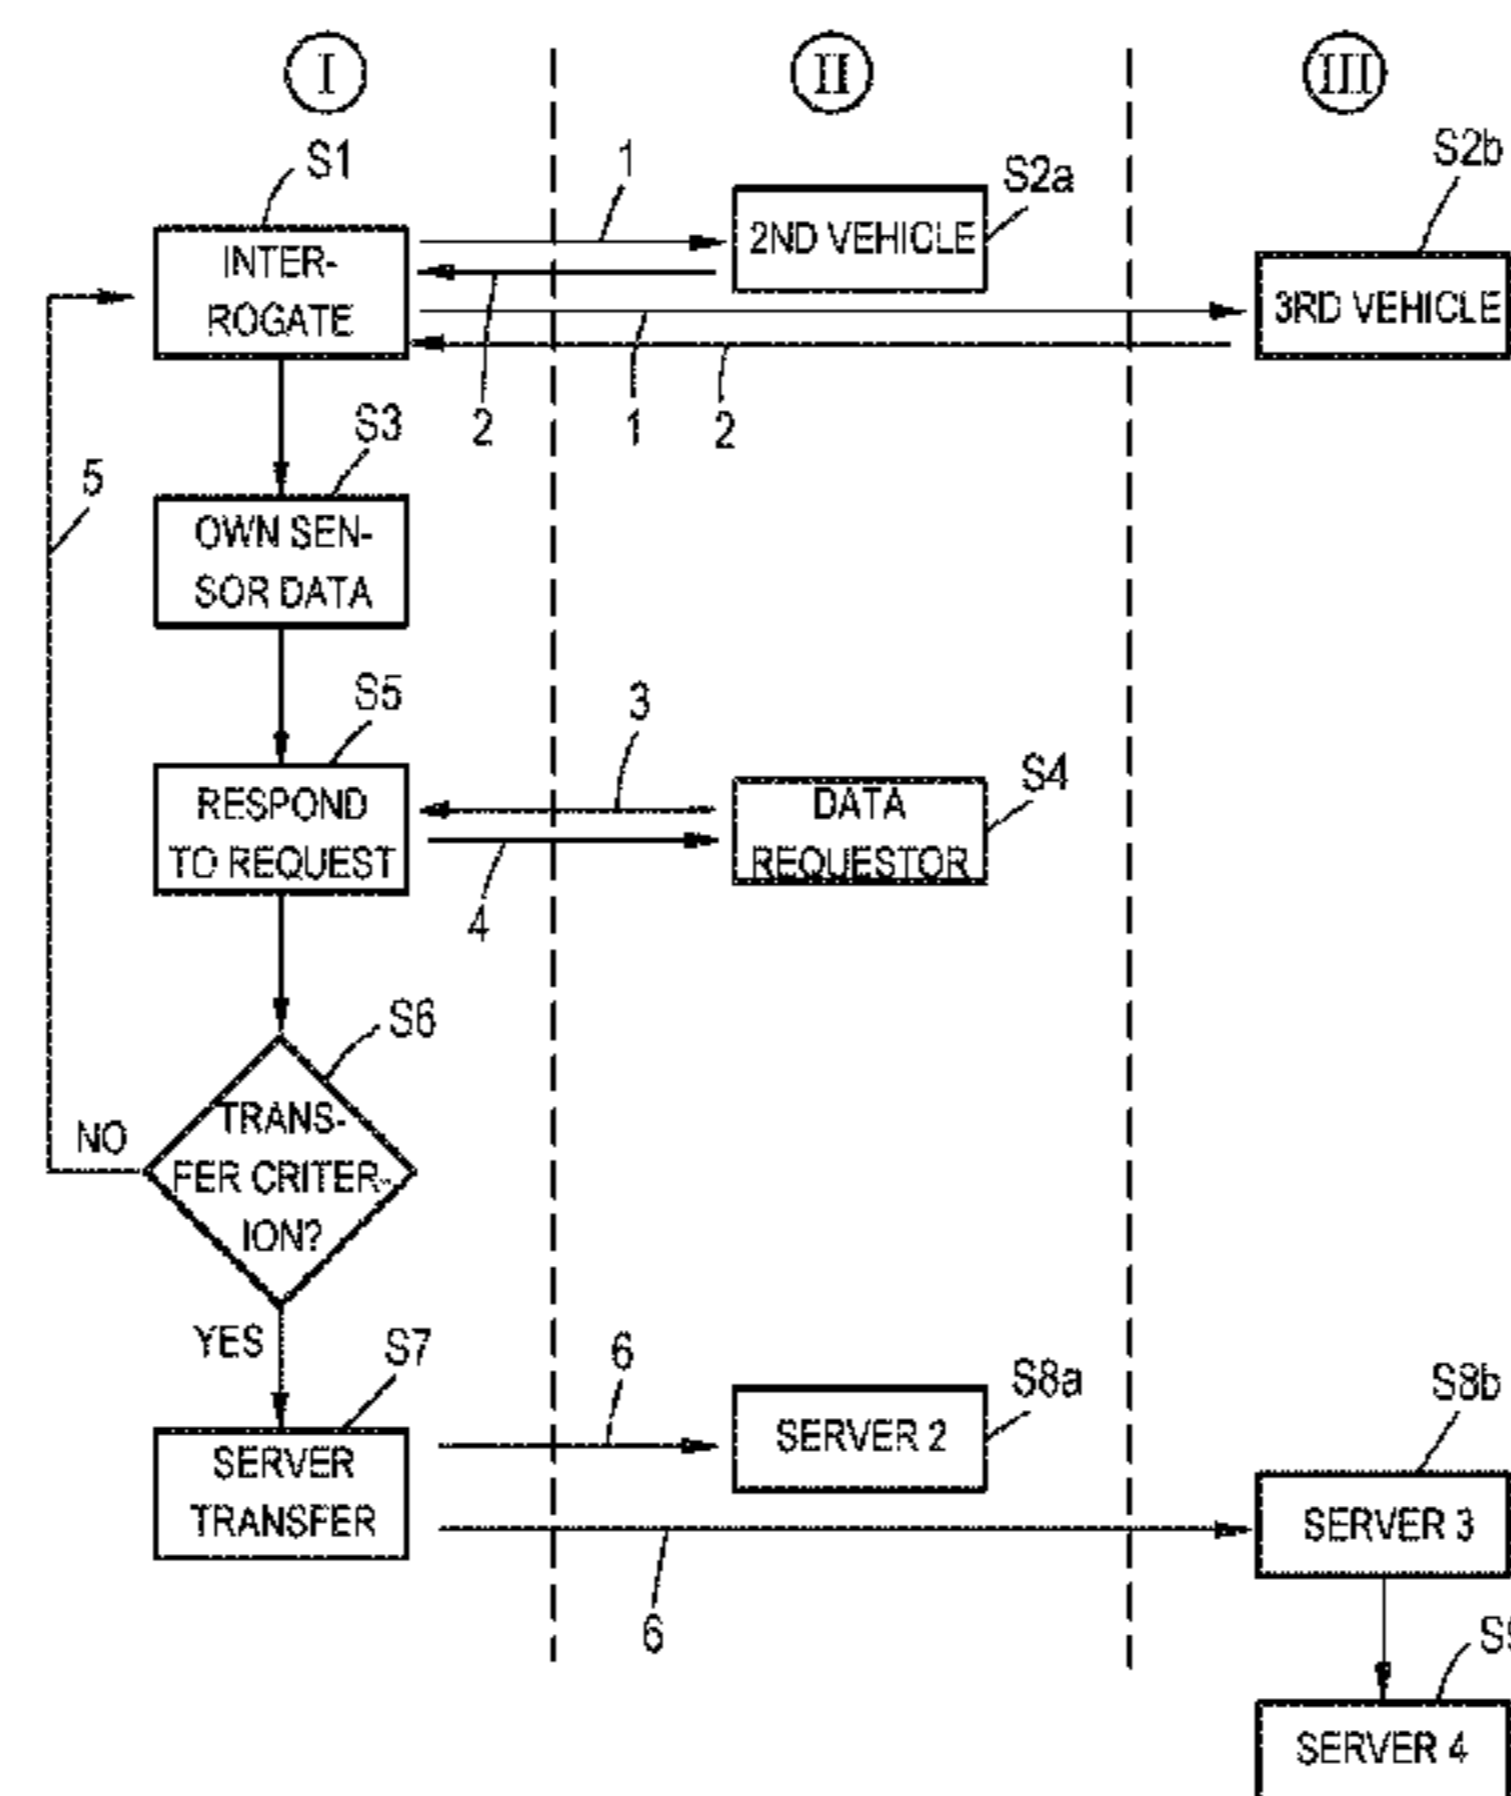 I
II
III
S1
1
S2a
S2b
INTER-
ROGATE
2ND VEHICLE
3RD VEHICLE
2
1
2
S3
5
OWN SEN-
SOR DATA
S5
3
S4
RESPOND
TO REQUEST
DATA
REQUESTOR
4
S6
NO
TRANS-
FER CRITER-
ION?
YES
S7
6
S8a
S8b
SERVER
TRANSFER
SERVER 2
SERVER 3
6
SERVER 4